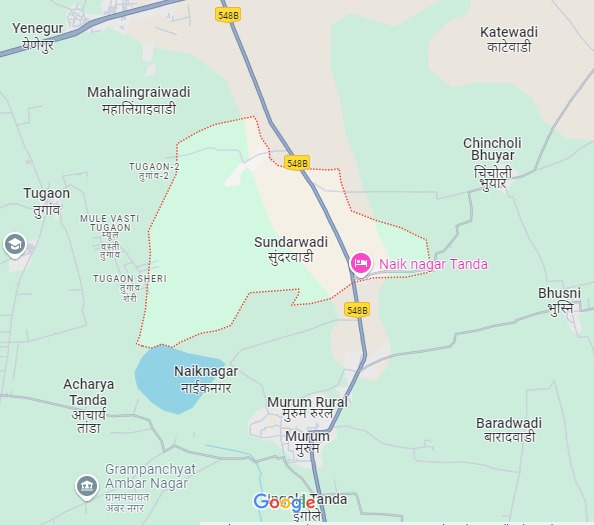 548B
Yenegur
येणेगुर
Katewadi
काटेवाडी
Mahalingraiwadi
महालिंग्राइवाडी
Chincholi
Bhuyar
चिंचोली
भुयार
548B
TUGAON-2
तुगांव-2
Tugaon
तुगांव
MULE VASTI
TUGAON
म्यूल
वस्ती
तुगाव
Sundarwadi
सुंदरवाडी
Naik nagar Tanda
TUGAON SHERI
तुगाव
शेरी
Bhusni
भुस्नि
548B
Naiknagar
नाईकनगर
Acharya
Tanda
आचार्य
तांडा
Murum Rural
मुरुम रुरल
Murum
मुरुम
Baradwadi
बारादवाडी
Grampanchyat
Ambar Nagar
ग्रामपंचायत
अंबर नगर
Google
Tanda
इंगोले